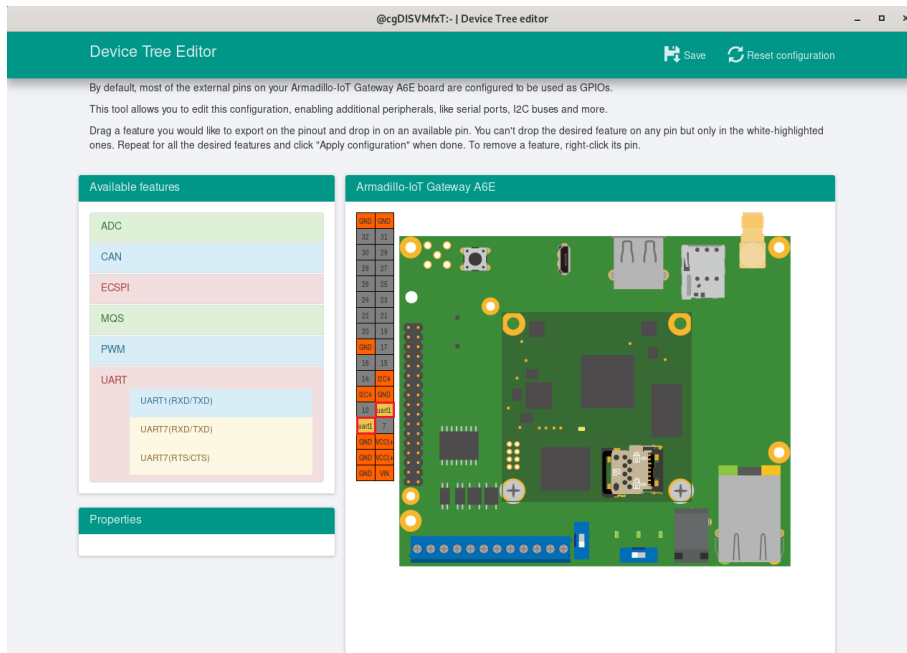 @cgDISVMfxT:- | Device Tree editor
Device Tree Editor
Save
Reset configuration
By default, most of the external pins on your Armadillo-IoT Gateway A6E board are configured to be used as GPIOs.
This tool allows you to edit this configuration, enabling additional peripherals, like serial ports, I2C buses and more.
Drag a feature you would like to export on the pinout and drop in on an available pin. You can't drop the desired feature on any pin but only in the white-highlighted
ones. Repeat for all the desired features and click "Apply configuration" when done. To remove a feature, right-click its pin.
Available features
ADC
CAN
ECSPI
MQS
PWM
UART
UART1(RXD/TXD)
UART7(RXD/TXD)
UART7(RTS/CTS)
Properties
Armadillo-IoT Gateway A6E
GND GND
32 31
30 29
28 27
26 25
24 23
22 21
20 19
GND 17
16 15
14 I2C4
I2C4 GND
10 uart1
uart1 7
GND VCC(+
GND VCC(+
GND VIN